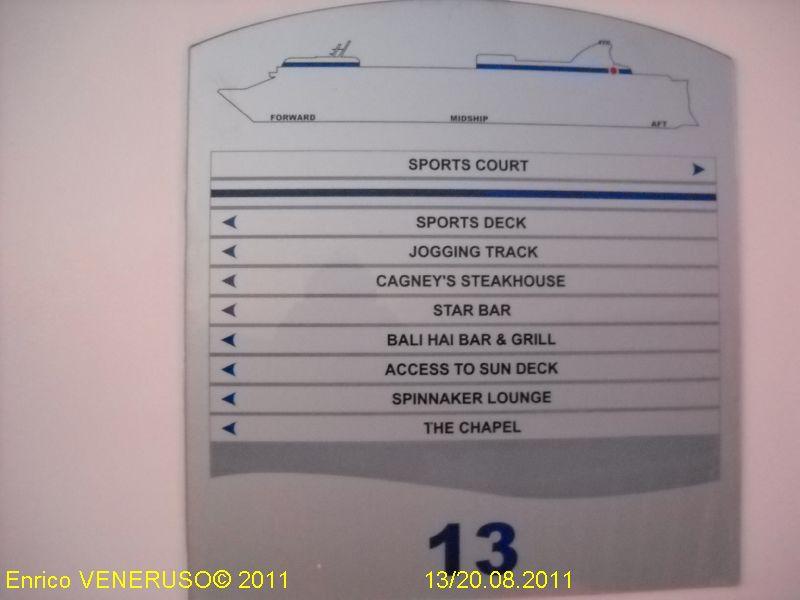 FORWARD MIDSHIP AFT
SPORTS COURT
SPORTS DECK
JOGGING TRACK
CAGNEY'S STEAKHOUSE
STAR BAR
BALI HAI BAR & GRILL
ACCESS TO SUN DECK
SPINNAKER LOUNGE
THE CHAPEL
13
Enrico VENERUSO© 2011 13/20.08.2011